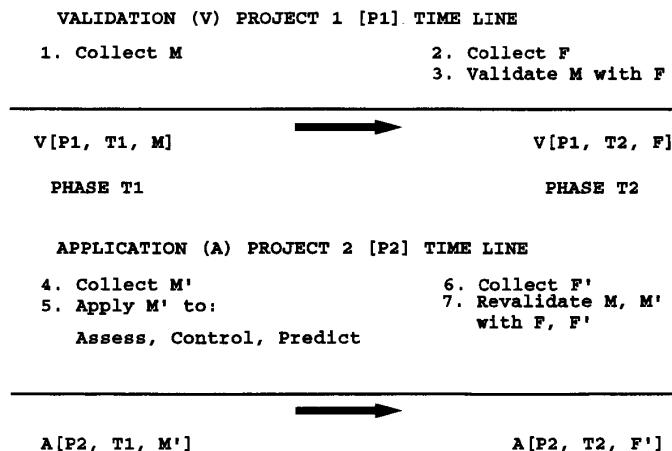 VALIDATION (V) PROJECT 1 [P1] TIME LINE
1. Collect M
2. Collect F
3. Validate M with F
V[P1, T1, M]
V[P1, T2, F]
PHASE T1
PHASE T2
APPLICATION (A) PROJECT 2 [P2] TIME LINE
4. Collect M'
5. Apply M' to:
Assess, Control, Predict
6. Collect F'
7. Revalidate M, M'
with F, F'
A[P2, T1, M']
A[P2, T2, F']